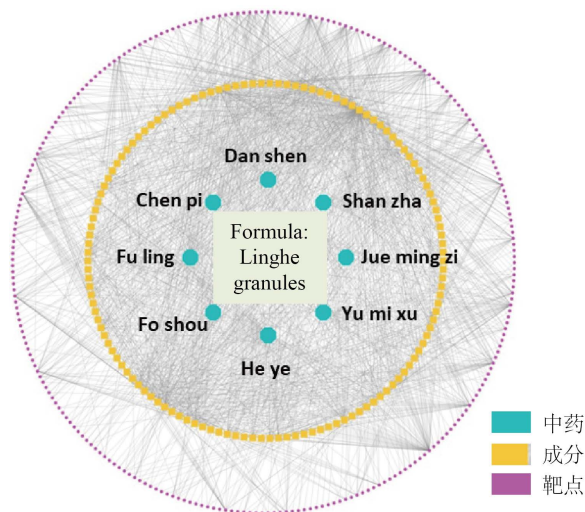 Dan shen
Chen pi
Shan zha
Formula:
Linghe
granules
Fu ling
Jue ming zi
Fo shou
Yu mi xu
He ye
中药
成分
靶点